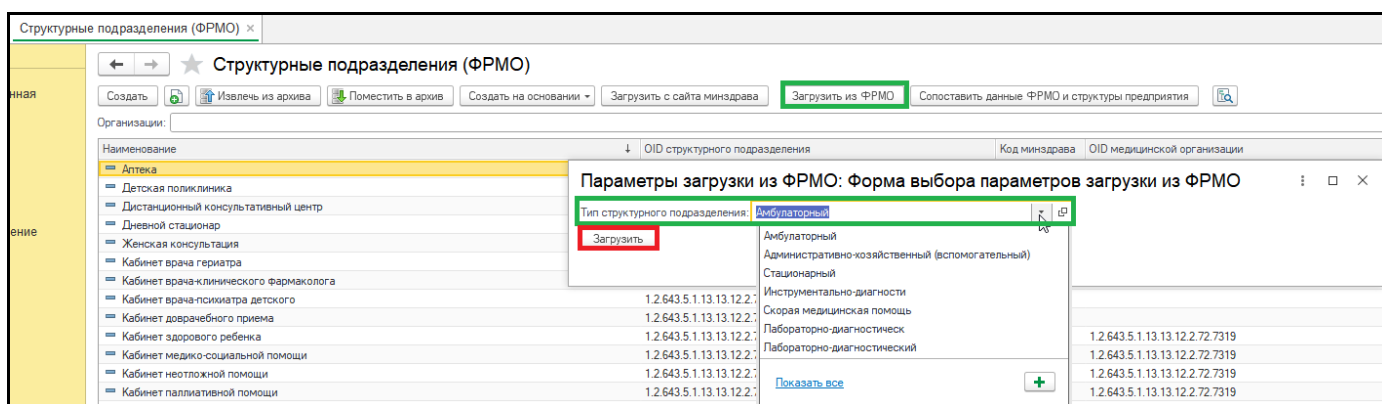 Структурные подразделения (ФРМО) ×
Структурные подразделения (ФРМО)
нная
Создать Извлечь из архива Поместить в архив Создать на основании Загрузить с сайта минздрава Загрузить из ФРМО Сопоставить данные ФРМО и структуры предприятия
Организации:
Наименование ↓ OID структурного подразделения Код минздрава OID медицинской организации
Аптека
Параметры загрузки из ФРМО: Форма выбора параметров загрузки из ФРМО
Детская поликлиника
Дистанционный консультативный центр
Тип структурного подразделения: Амбулаторный
Дневной стационар
ение
Женская консультация
Загрузить
Амбулаторный
Кабинет врача гериатра
Административно-хозяйственный (вспомогательный)
Кабинет врача-клинического фармаколога
Стационарный
Кабинет врача-психиатра детского 1.2.643.5.1.13.13.12.2.7
Инструментально-диагности
Кабинет доврачебного приема 1.2.643.5.1.13.13.12.2.7
Скорая медицинская помощь
Кабинет здорового ребенка 1.2.643.5.1.13.13.12.2.7 1.2.643.5.1.13.13.12.2.72.7319
Лабораторно-диагностическ
Кабинет медико-социальной помощи 1.2.643.5.1.13.13.12.2.7 1.2.643.5.1.13.13.12.2.72.7319
Лабораторно-диагностический
Кабинет неотложной помощи 1.2.643.5.1.13.13.12.2.7 1.2.643.5.1.13.13.12.2.72.7319
Показать все
Кабинет паллиативной помощи 1.2.643.5.1.13.13.12.2.7 1.2.643.5.1.13.13.12.2.72.7319